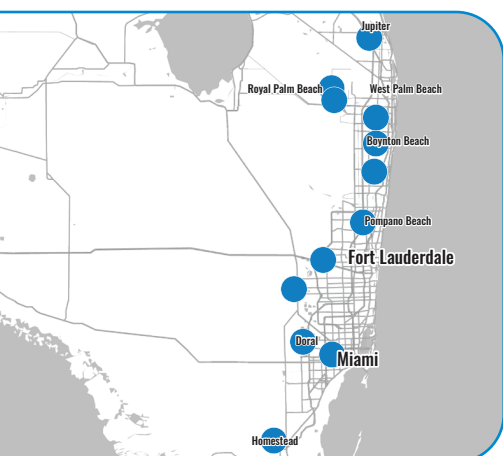 Jupiter
Royal Palm Beach
West Palm Beach
Boynton Beach
Pompano Beach
Fort Lauderdale
Doral
Miami
Homestead